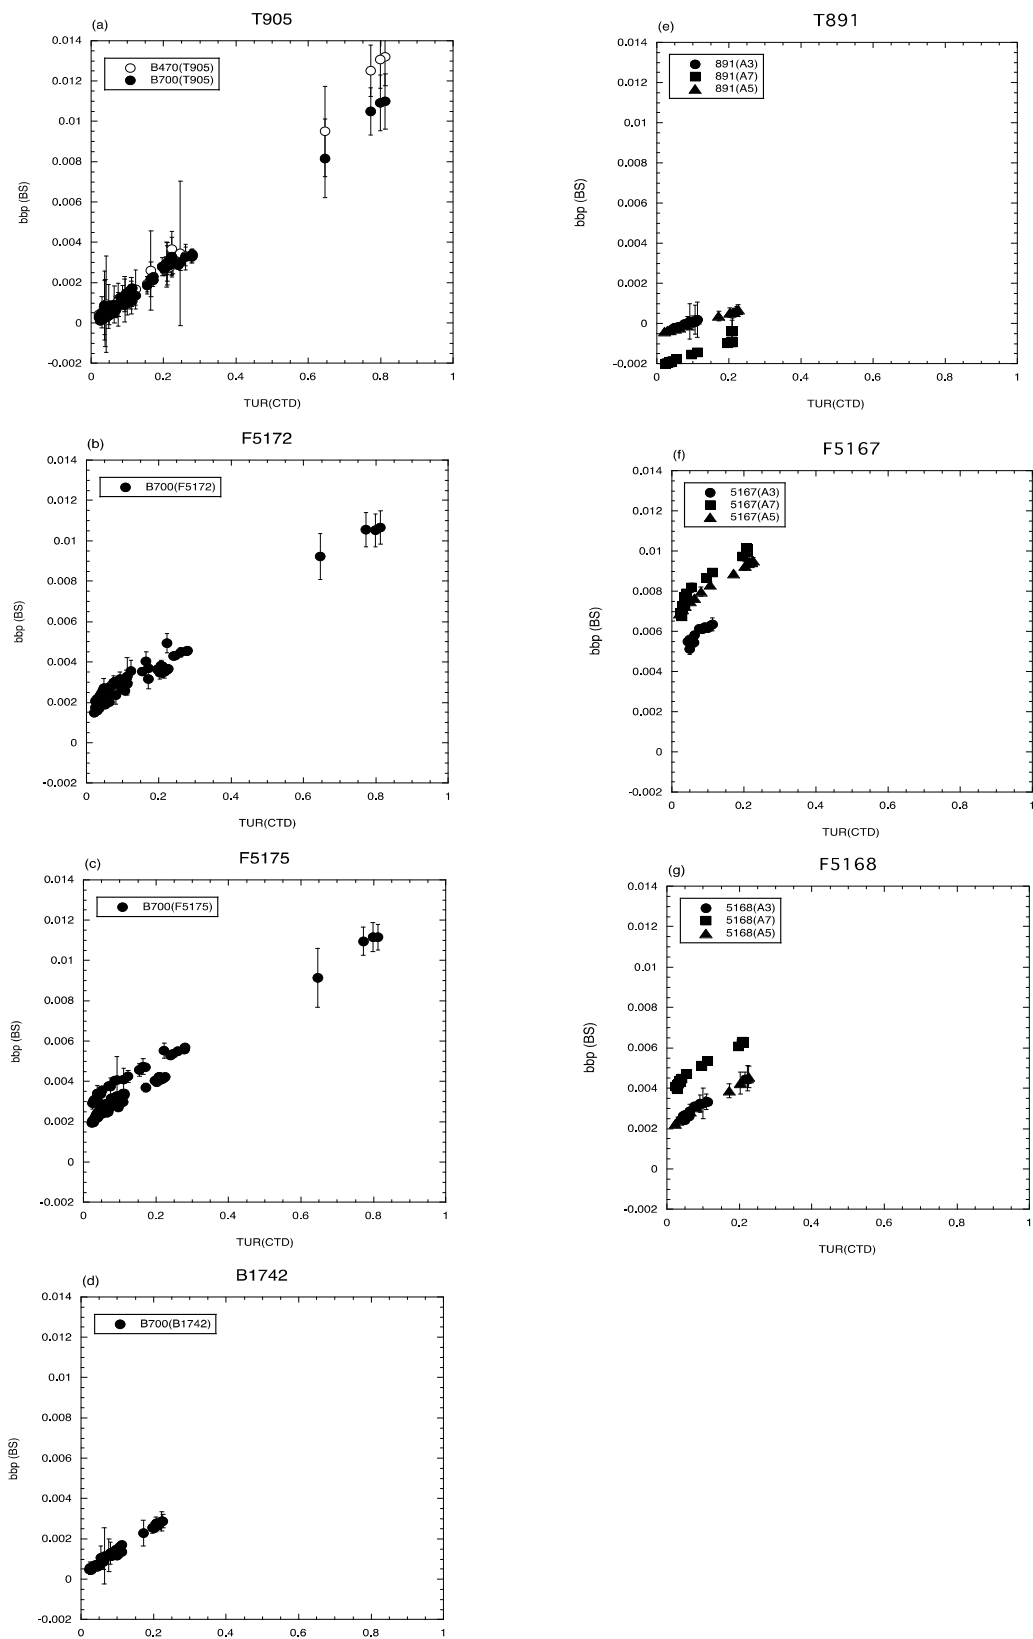 (a)
T905
0.014
0.012
0.01
0.008
0.006
0.004
0.002
0
-0.002
bbp (BS)
B470(T905)
B700(T905)
0 0.2 0.4 0.6 0.8 1
TUR(CTD)
(b)
F5172
0.014
0.012
0.01
0.008
0.006
0.004
0.002
0
-0.002
bbp (BS)
B700(F5172)
0 0.2 0.4 0.6 0.8 1
TUR(CTD)
(c)
F5175
0.014
0.012
0.01
0.008
0.006
0.004
0.002
0
-0.002
bbp (BS)
B700(F5175)
0 0.2 0.4 0.6 0.8 1
TUR(CTD)
(d)
B1742
0.014
0.012
0.01
0.008
0.006
0.004
0.002
0
-0.002
bbp (BS)
B700(B1742)
0 0.2 0.4 0.6 0.8 1
TUR(CTD)
(e)
T891
0.014
0.012
0.01
0.008
0.006
0.004
0.002
0
-0.002
bbp (BS)
891(A3)
891(A7)
891(A5)
0 0.2 0.4 0.6 0.8 1
TUR(CTD)
(f)
F5167
0.014
0.012
0.01
0.008
0.006
0.004
0.002
0
-0.002
bbp (BS)
5167(A3)
5167(A7)
5167(A5)
0 0.2 0.4 0.6 0.8 1
TUR(CTD)
(g)
F5168
0.014
0.012
0.01
0.008
0.006
0.004
0.002
0
-0.002
bbp (BS)
5168(A3)
5168(A7)
5168(A5)
0 0.2 0.4 0.6 0.8 1
TUR(CTD)